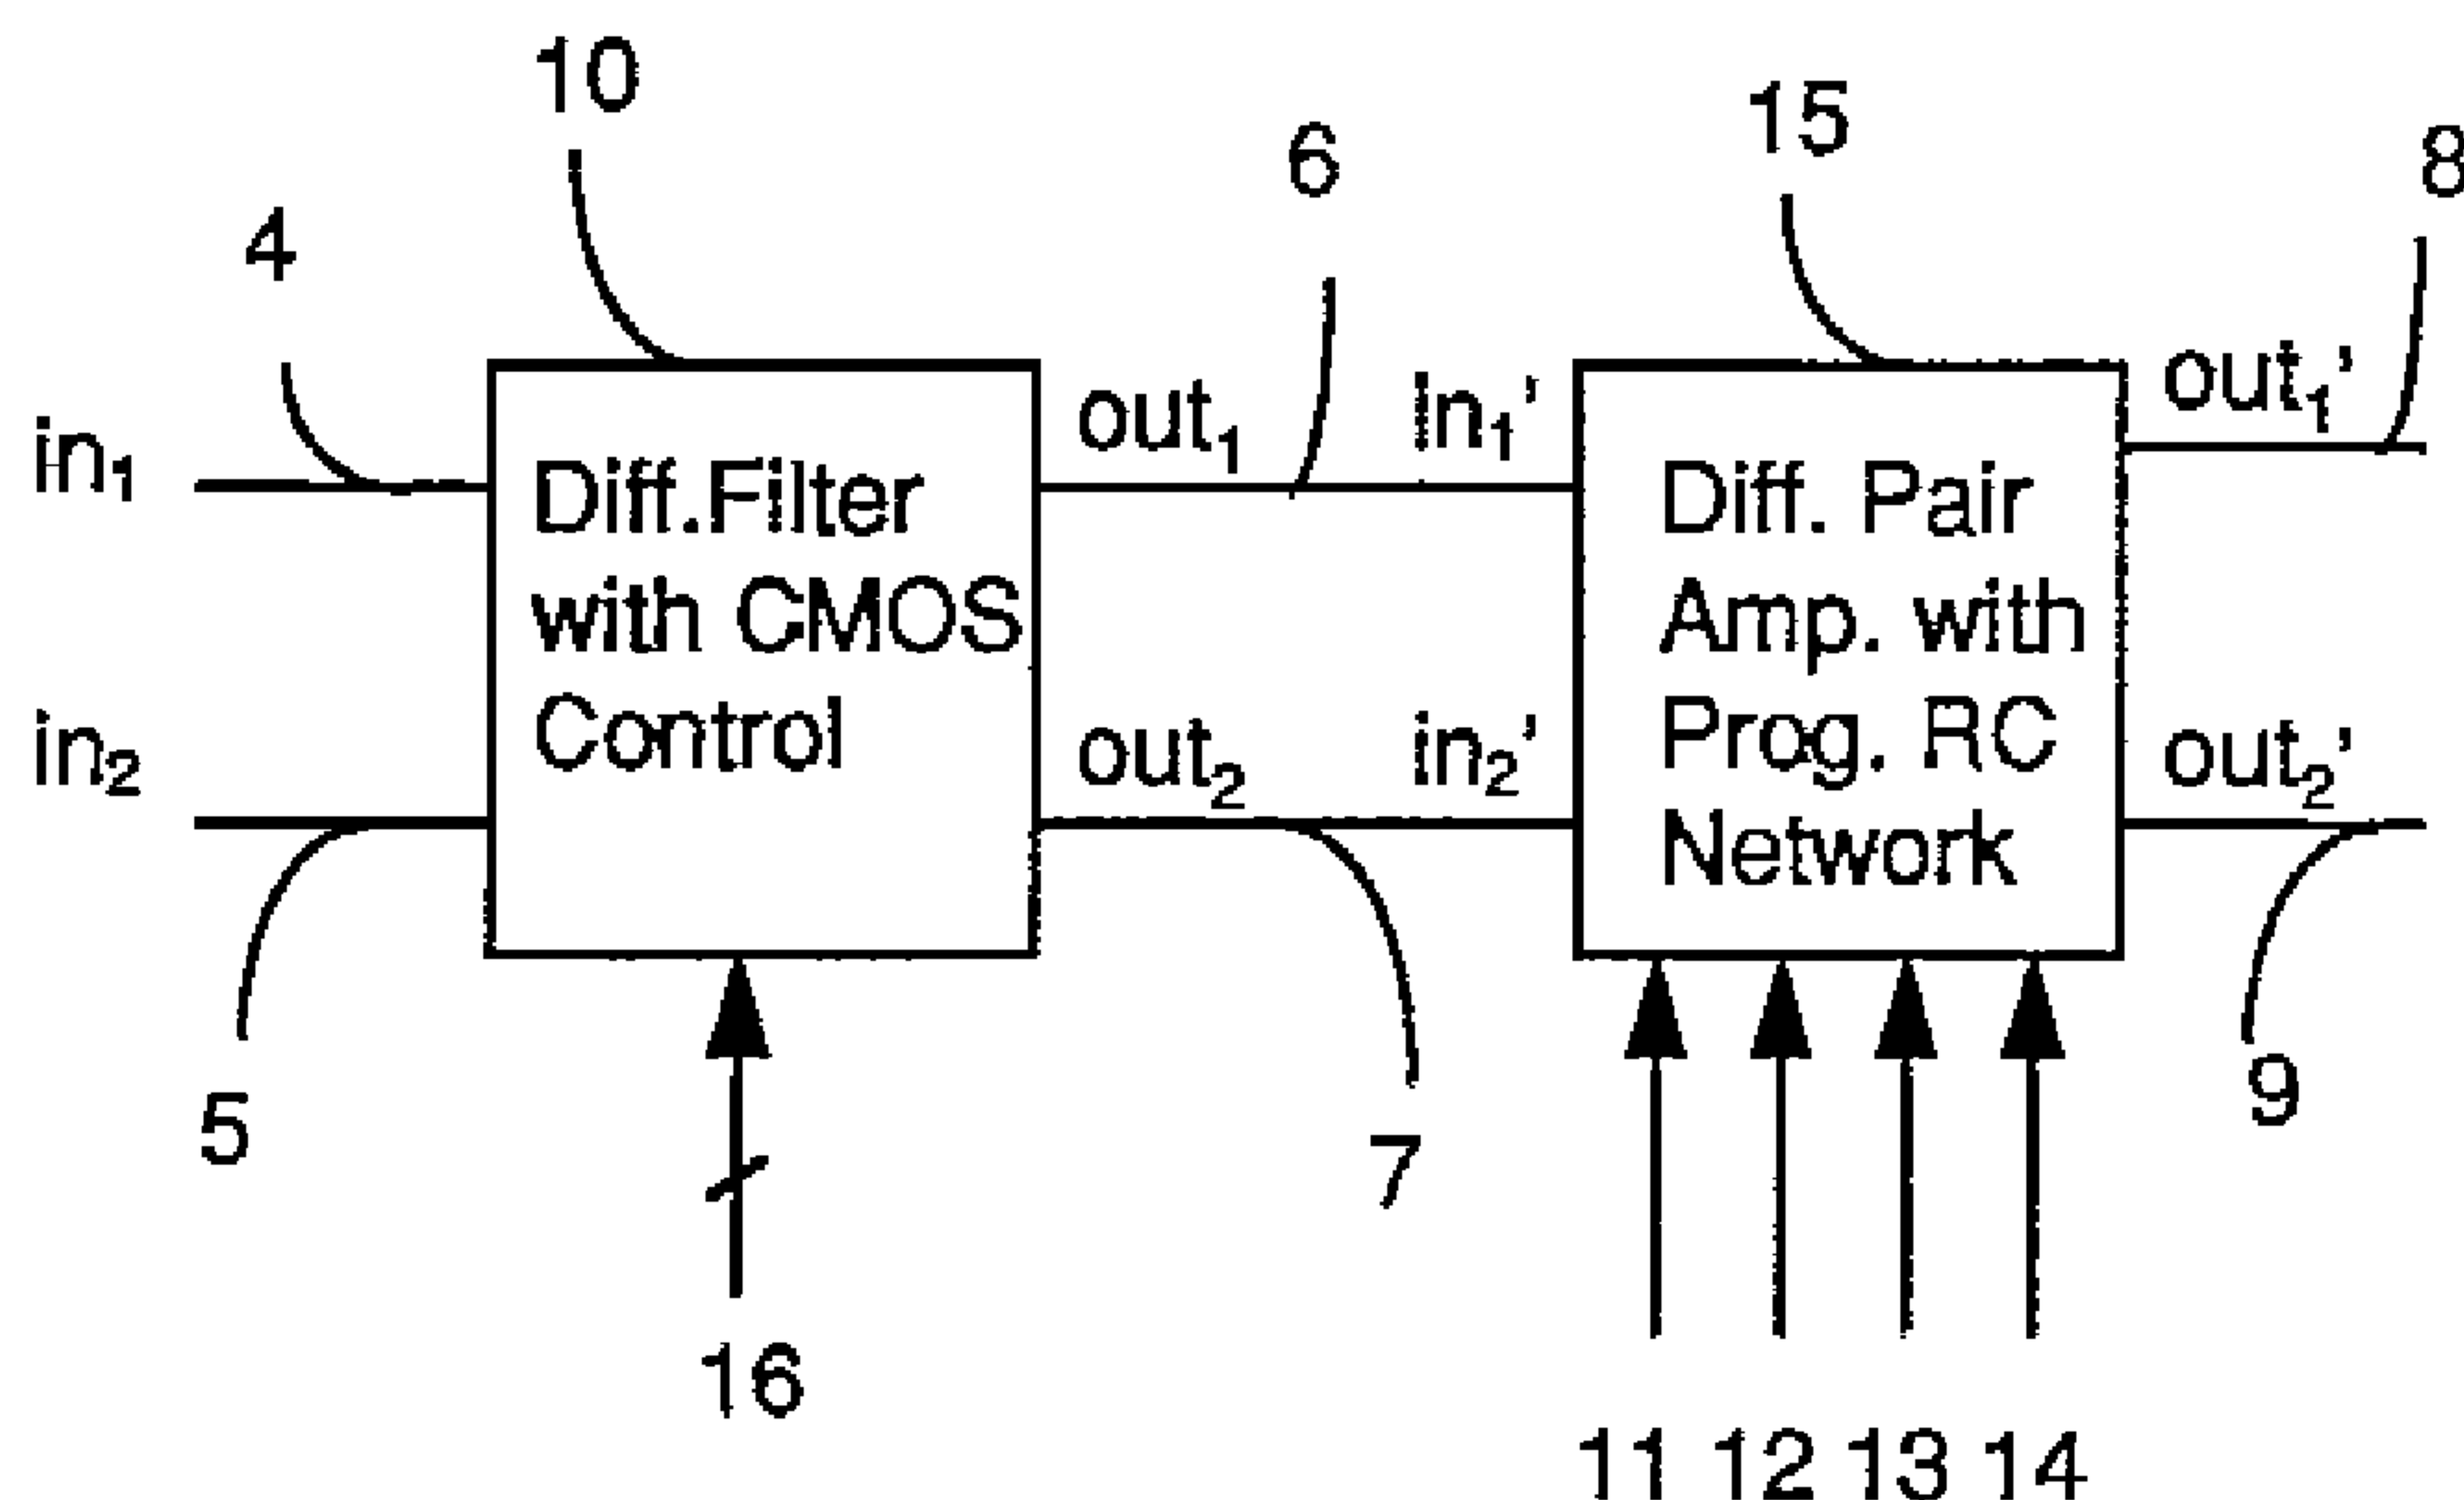 10
15
6
8
4
in₁
out₁
in₁’
out₁’
Diff.Filter
with CMOS
Control
Diff. Pair
Amp. with
Prog. RC
Network
in₂
out₂
in₂’
out₂’
5
7
9
16
11 12 13 14